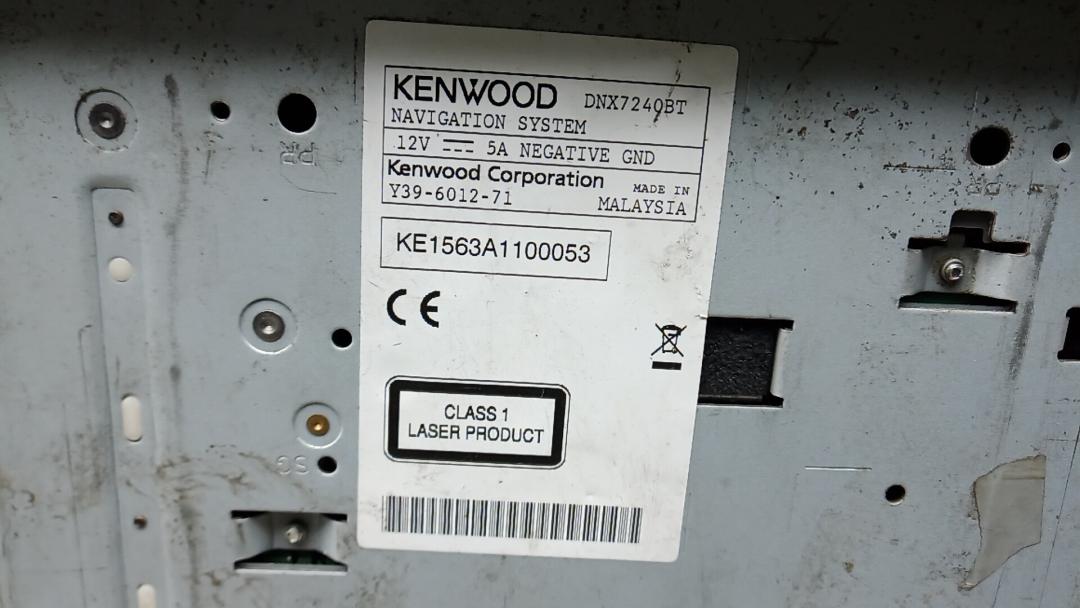 KENWOOD DNX7240BT
NAVIGATION SYSTEM
12V 5A NEGATIVE GND
Kenwood Corporation MADE IN
Y39-6012-71 MALAYSIA
KE1563A1100053
CE
CLASS 1
LASER PRODUCT